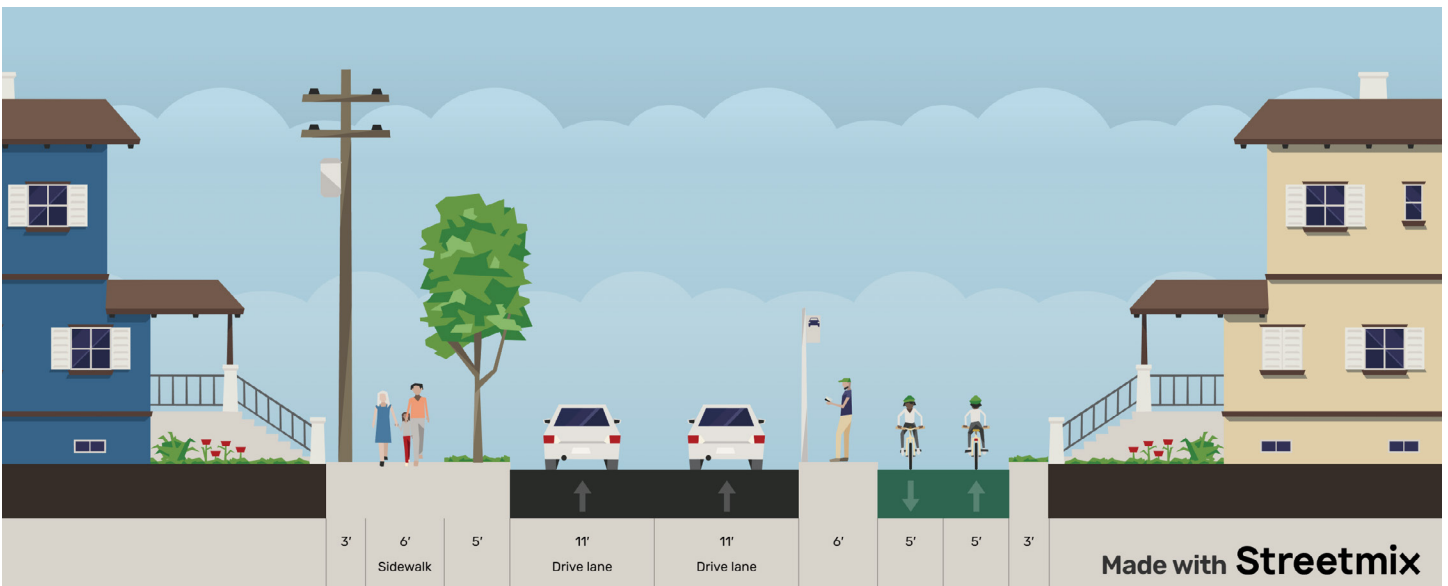 3′
6′
5′
11′
11′
6′
5′
5′
3′
Sidewalk
Drive lane
Drive lane
Made with Streetmix